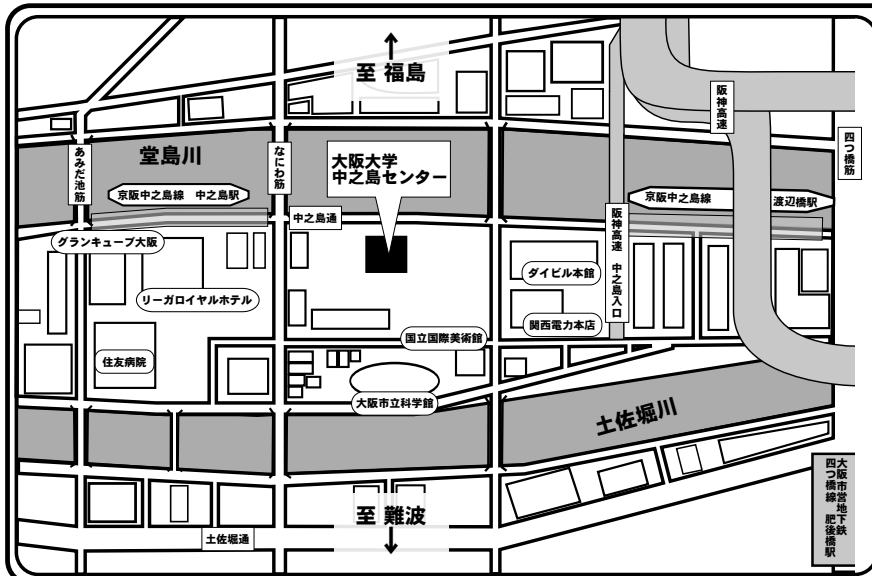 至 福島
阪神高速
四つ橋筋
あみだ池筋
堂島川
なにわ筋
大阪大学
中之島センター
京阪中之島線 中之島駅
京阪中之島線 渡辺橋駅
中之島通
阪神高速 中之島入口
グランキューブ大阪
ダイビル本館
リーガロイヤルホテル
関西電力本店
国立国際美術館
住友病院
大阪市立科学館
土佐堀川
大阪市営地下鉄
四つ橋線 肥後橋駅
至 難波
土佐堀通